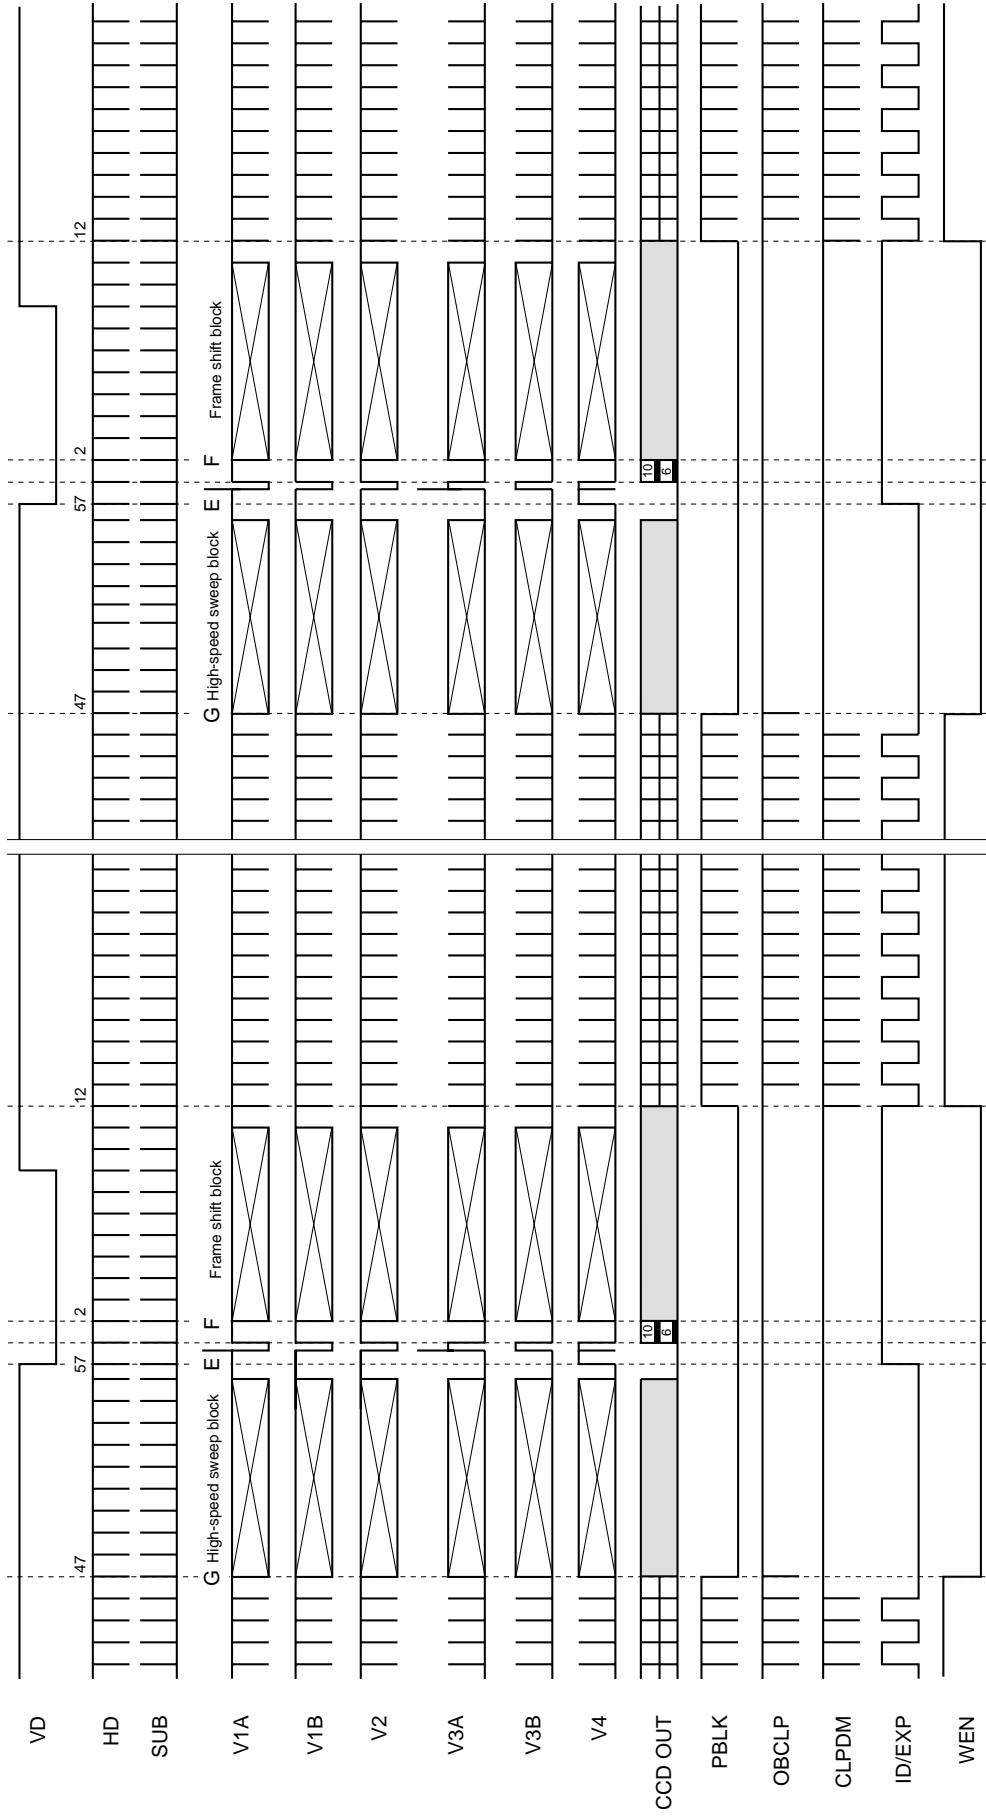 VD
47 57 2 12 47 57 2 12
HD
SUB
G High-speed sweep block E F Frame shift block G High-speed sweep block E F Frame shift block
V1A
V1B
V2
V3A
V3B
V4
CCD OUT
10 10
6 6
PBLK
OBCLP
CLPDM
ID/EXP
WEN